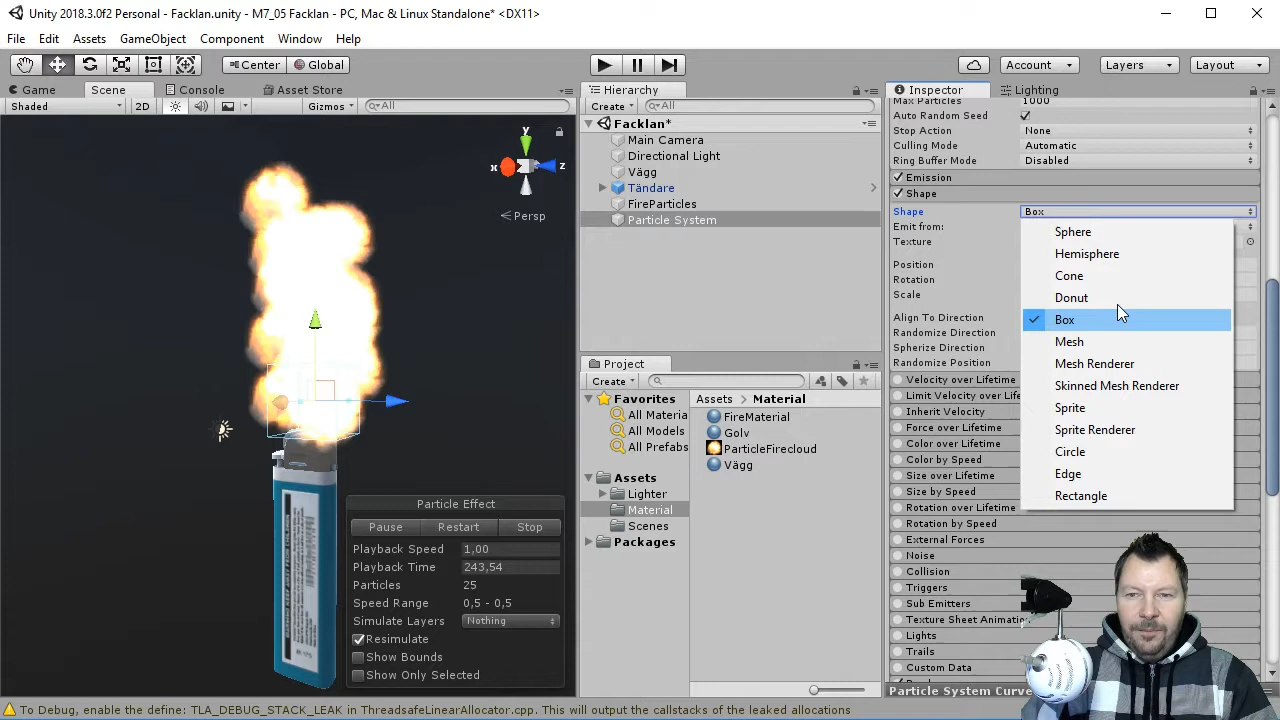 Unity 2018.3.0f2 Personal - Facklan.unity - M7_05 Facklan - PC, Mac & Linux Standalone* <DX11>
File Edit Assets GameObject Component Window Help
Center Global Account Layers Layout
Game Scene Console Asset Store
Shaded 2D Gizmos All
y
x
z
Persp
Particle Effect
Pause Restart Stop
Playback Speed 1,00
Playback Time 243,54
Particles 25
Speed Range 0,5 - 0,5
Simulate Layers Nothing
Resimulate
Show Bounds
Show Only Selected
Hierarchy
Create All
Facklan*
Main Camera
Directional Light
Vägg
Tändare
FireParticles
Particle System
Project
Create
Favorites
All Materia
All Models
All Prefabs
Assets
Lighter
Material
Scenes
Packages
Assets Material
FireMaterial
Golv
ParticleFirecloud
Vägg
Inspector Lighting
Max Particles 1000
Auto Random Seed
Stop Action None
Culling Mode Automatic
Ring Buffer Mode Disabled
Emission
Shape
Shape Box
Emit from:
Texture
Position
Rotation
Scale
Align To Direction
Randomize Direction
Spherize Direction
Randomize Position
Velocity over Lifetime
Limit Velocity over Life
Inherit Velocity
Force over Lifetime
Color over Lifetime
Color by Speed
Size over Lifetime
Size by Speed
Rotation over Lifetime
Rotation by Speed
External Forces
Noise
Collision
Triggers
Sub Emitters
Texture Sheet Animatio
Lights
Trails
Custom Data
Particle System Curve
Sphere
Hemisphere
Cone
Donut
Box
Mesh
Mesh Renderer
Skinned Mesh Renderer
Sprite
Sprite Renderer
Circle
Edge
Rectangle
To Debug, enable the define: TLA_DEBUG_STACK_LEAK in ThreadsafeLinearAllocator.cpp. This will output the callstacks of the leaked allocations